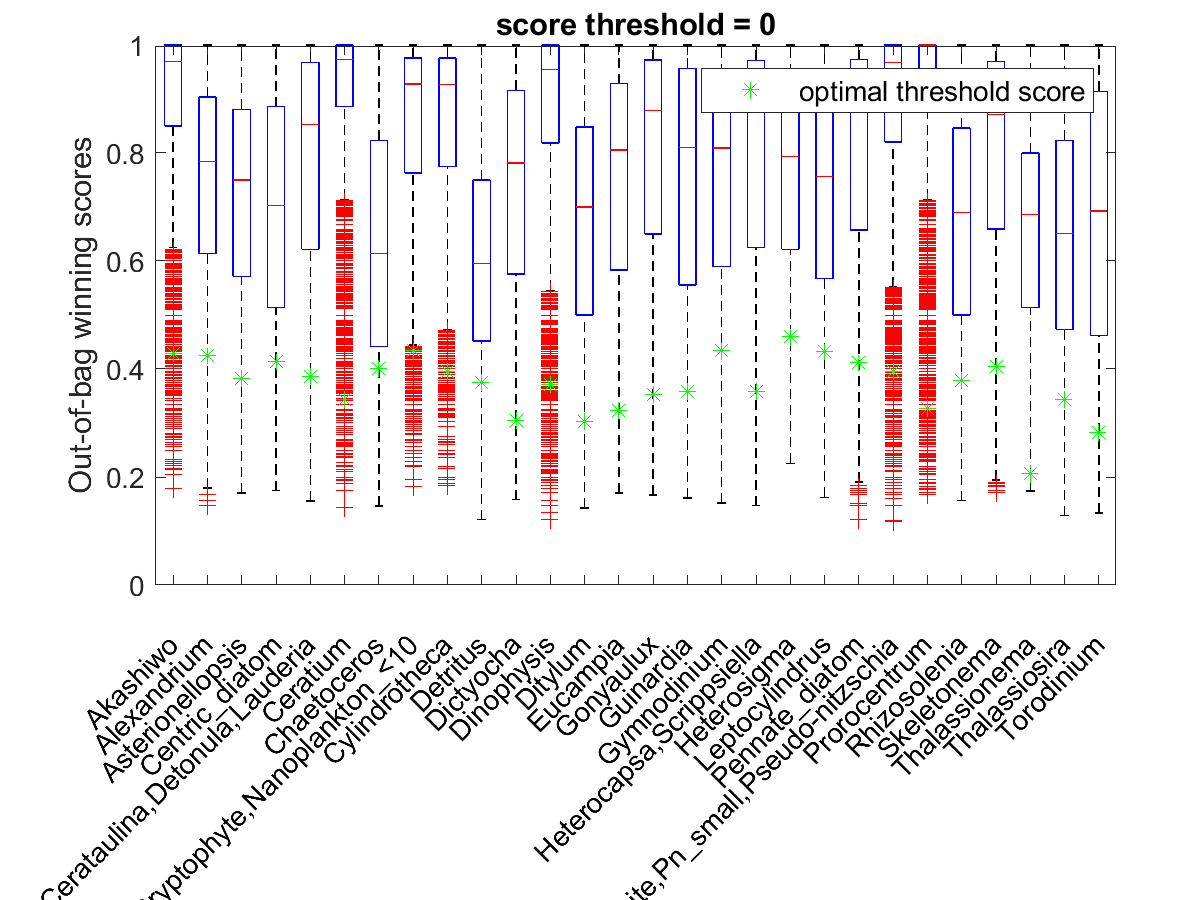 score threshold = 0
optimal threshold score
Out-of-bag winning scores
1
0.8
0.6
0.4
0.2
0
Akashiwo
Alexandrium
Asterionellopsis
Centric_diatom
Cerataulina,Detonula,Lauderia
Ceratium
Chaetoceros
ryptophyte,Nanoplankton_<10
Cylindrotheca
Detritus
Dictyocha
Dinophysis
Ditylum
Eucampia
Gonyaulux
Guinardia
Gymnodinium
Heterocapsa,Scrippsiella
Heterosigma
Leptocylindrus
Pennate_diatom
ite,Pn_small,Pseudo-nitzschia
Prorocentrum
Rhizosolenia
Skeletonema
Thalassionema
Thalassiosira
Torodinium